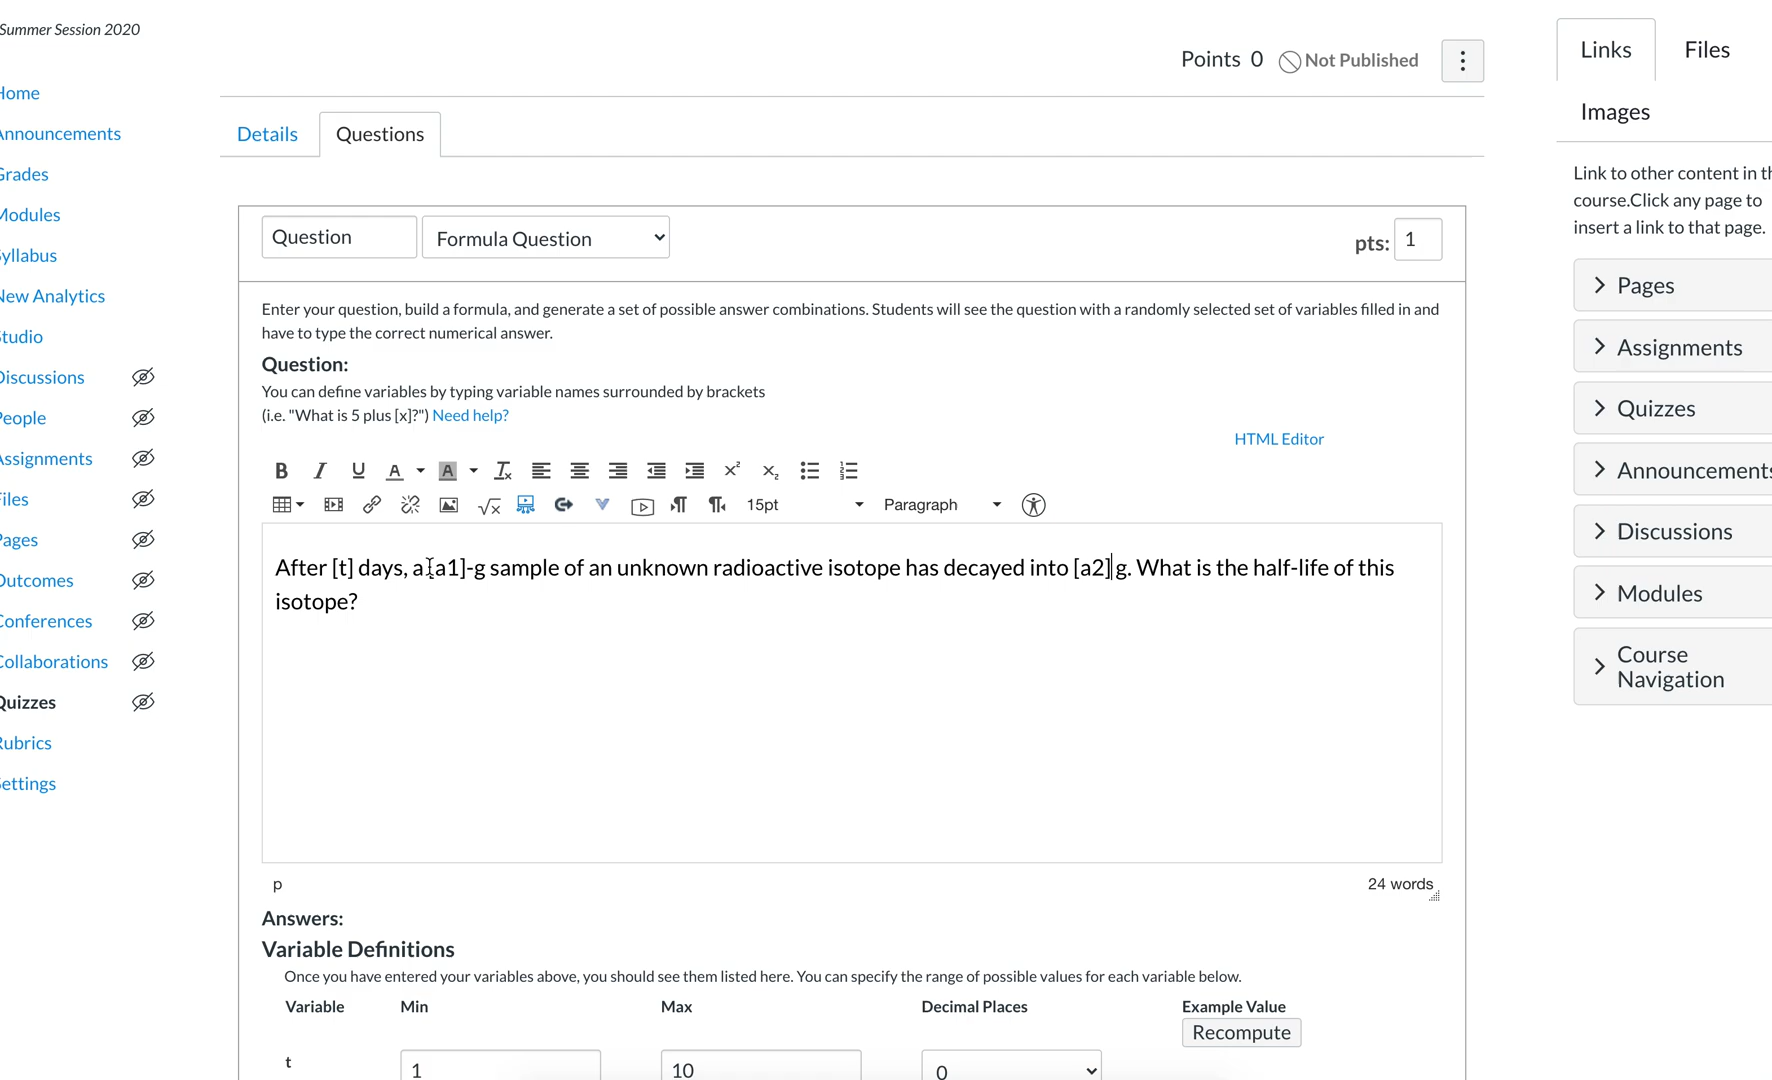 Summer Session 2020
Points 0 Not Published
Links Files
Images
Link to other content in th
course.Click any page to
insert a link to that page.
Pages
Assignments
Quizzes
Announcements
Discussions
Modules
Course
Navigation
Home
Announcements
Grades
Modules
Syllabus
New Analytics
Studio
Discussions
People
Assignments
Files
Pages
Outcomes
Conferences
Collaborations
Quizzes
Rubrics
Settings
Details Questions
Question Formula Question pts: 1
Enter your question, build a formula, and generate a set of possible answer combinations. Students will see the question with a randomly selected set of variables filled in and
have to type the correct numerical answer.
Question:
You can define variables by typing variable names surrounded by brackets
(i.e. "What is 5 plus [x]?") Need help?
HTML Editor
15pt Paragraph
After [t] days, a [a1]-g sample of an unknown radioactive isotope has decayed into [a2] g. What is the half-life of this
isotope?
p 24 words
Answers:
Variable Definitions
Once you have entered your variables above, you should see them listed here. You can specify the range of possible values for each variable below.
Variable Min Max Decimal Places Example Value
Recompute
t 1 10 0